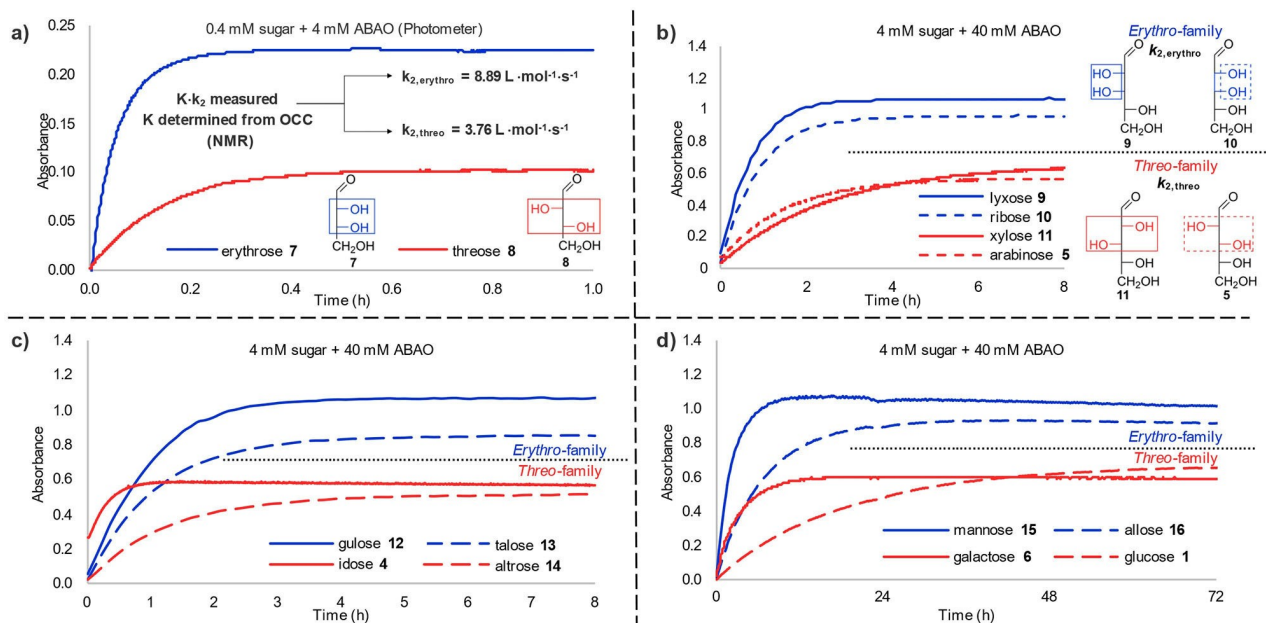 a)
0.4 mM sugar + 4 mM ABAO (Photometer)
0.25
0.20
0.15
0.10
0.05
0.00
Absorbance
K·k2 measured
K determined from OCC
(NMR)
k2,erythro = 8.89 L ·mol-1·s-1
k2,threo = 3.76 L ·mol-1·s-1
O
OH
OH
CH2OH
7
O
HO
OH
CH2OH
8
erythrose 7
threose 8
0.0
0.2
0.4
0.6
0.8
1.0
Time (h)
b)
4 mM sugar + 40 mM ABAO
1.4
1.2
1
0.8
0.6
0.4
0.2
0
Absorbance
Erythro-family
k2,erythro
O
HO
HO
OH
CH2OH
9
O
OH
OH
OH
CH2OH
10
Threo-family
k2,threo
O
OH
HO
OH
CH2OH
11
O
HO
OH
OH
CH2OH
5
lyxose 9
ribose 10
xylose 11
arabinose 5
0
2
4
6
8
Time (h)
c)
4 mM sugar + 40 mM ABAO
1.4
1.2
1.0
0.8
0.6
0.4
0.2
0.0
Absorbance
Erythro-family
Threo-family
gulose 12
talose 13
idose 4
altrose 14
0
1
2
3
4
5
6
7
8
Time (h)
d)
4 mM sugar + 40 mM ABAO
1.4
1.2
1.0
0.8
0.6
0.4
0.2
0.0
Absorbance
Erythro-family
Threo-family
mannose 15
allose 16
galactose 6
glucose 1
0
24
48
72
Time (h)